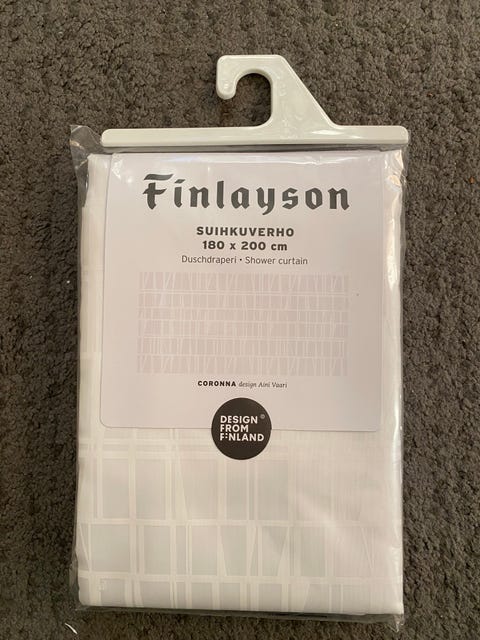 Finlayson
SUIHKUVERHO
180 x 200 cm
Duschdraperi • Shower curtain
CORONNA design Aini Vaari
DESIGN ®
FROM
FINLAND